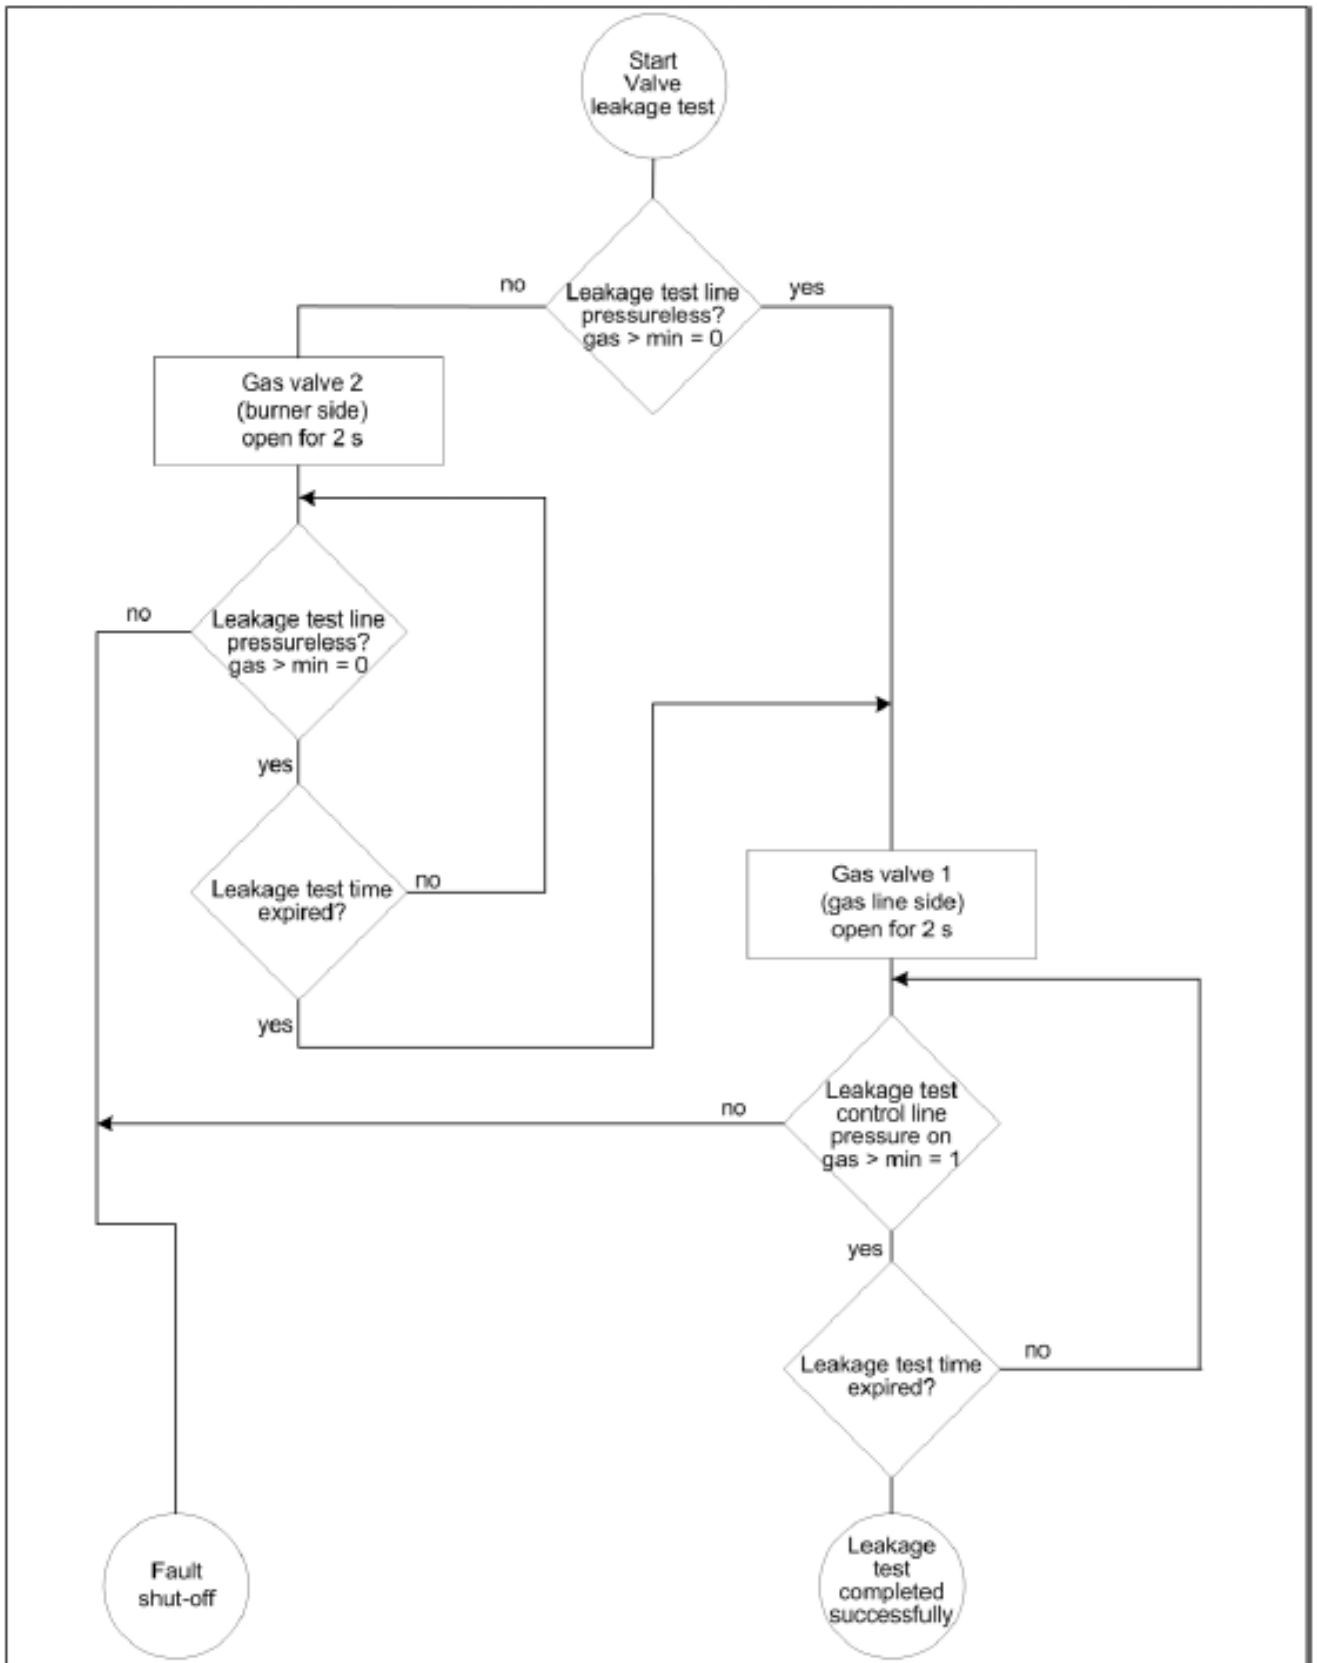 Start
Valve
leakage test
no
Leakage test line
pressureless?
gas > min = 0
yes
Gas valve 2
(burner side)
open for 2 s
no
Leakage test line
pressureless?
gas > min = 0
yes
Leakage test time
expired?
no
yes
Gas valve 1
(gas line side)
open for 2 s
no
Leakage test
control line
pressure on
gas > min = 1
yes
Leakage test time
expired?
no
Fault
shut-off
Leakage
test
completed
successfully